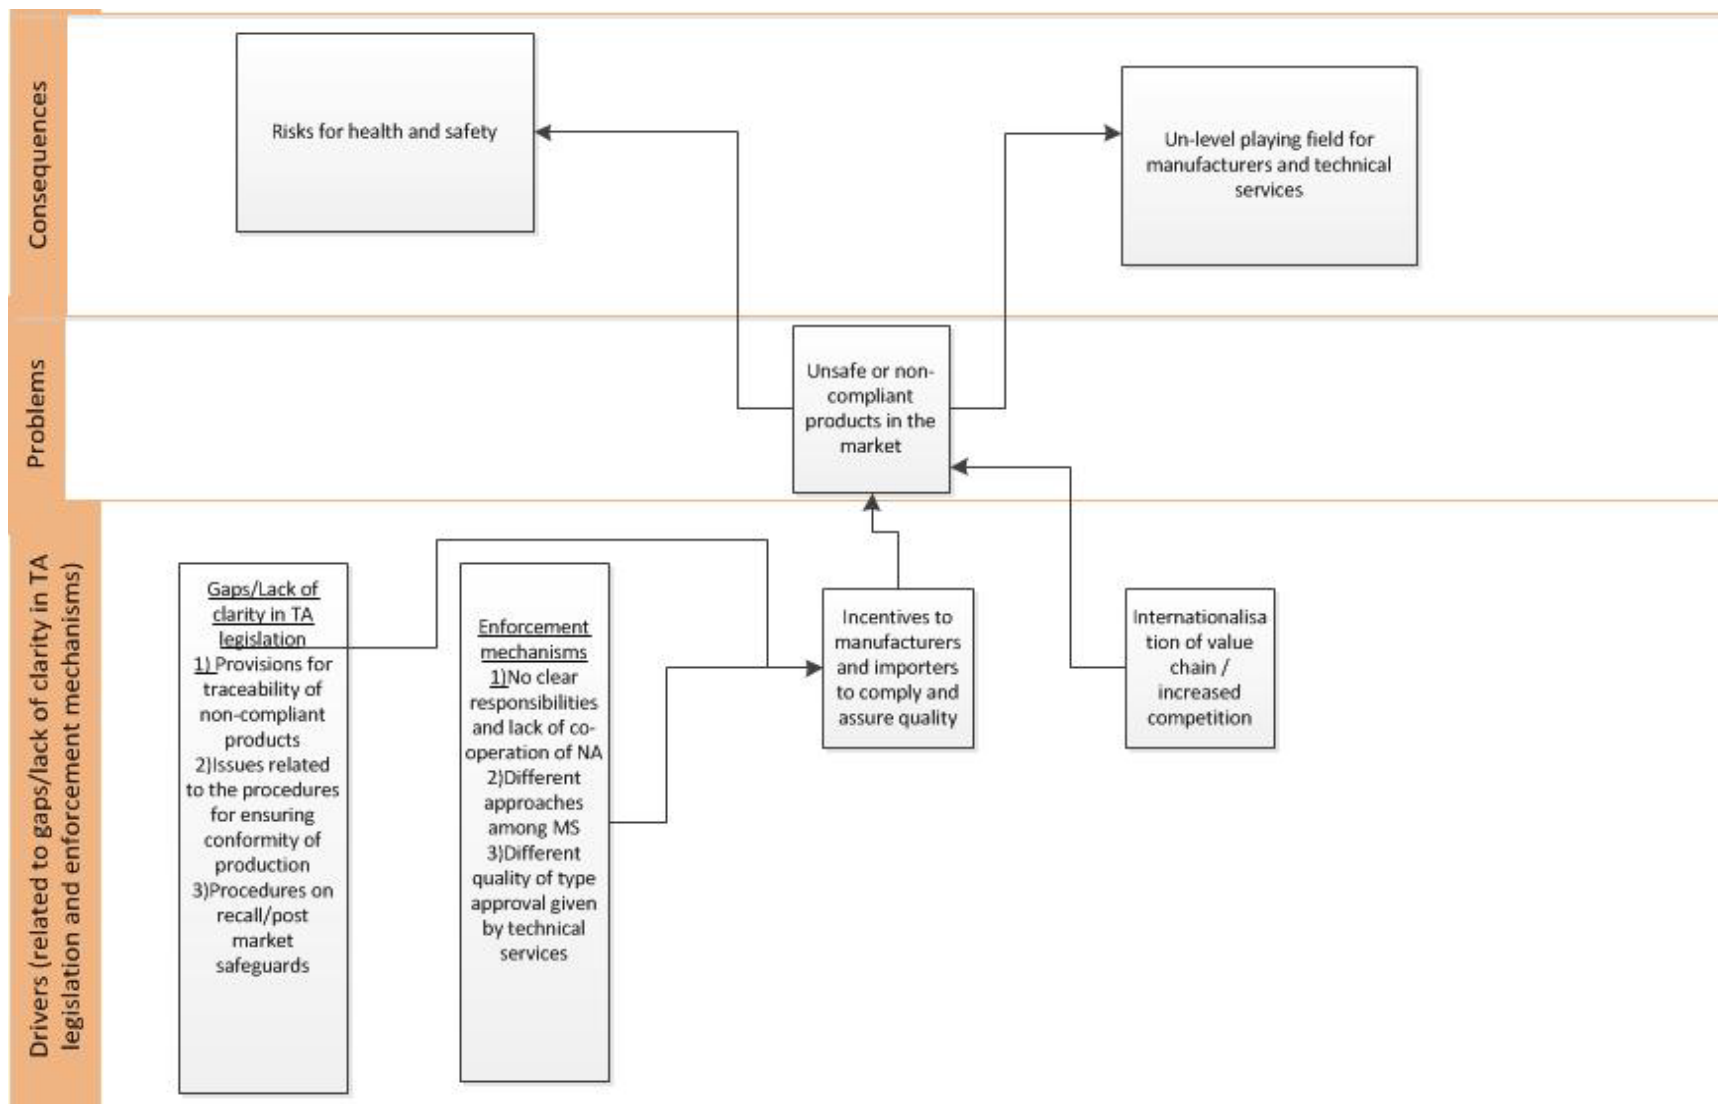 Consequences
Risks for health and safety
Un-level playing field for
manufacturers and technical
services
Problems
Unsafe or non-
compliant
products in the
market
Drivers (related to gaps/lack of clarity in TA
legislation and enforcement mechanisms)
Gaps/Lack of
clarity in TA
legislation
1) Provisions for
traceability of
non-compliant
products
2)Issues related
to the procedures
for ensuring
conformity of
production
3)Procedures on
recall/post
market
safeguards
Enforcement
mechanisms
1)No clear
responsibilities
and lack of co-
operation of NA
2)Different
approaches
among MS
3)Different
quality of type
approval given
by technical
services
Incentives to
manufacturers
and importers
to comply and
assure quality
Internationalisa
tion of value
chain /
increased
competition